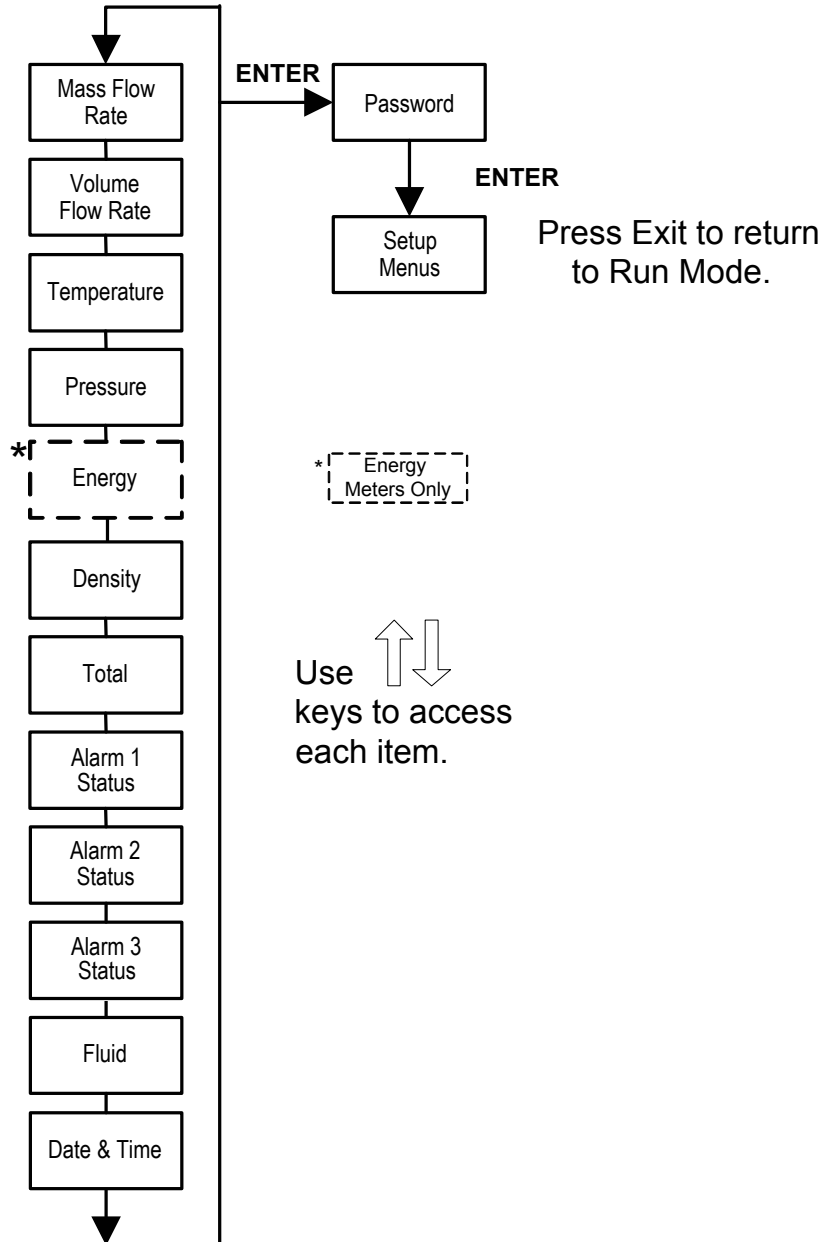 Mass Flow
Rate
Volume
Flow Rate
Temperature
Pressure
*
Energy
Density
Total
Alarm 1
Status
Alarm 2
Status
Alarm 3
Status
Fluid
Date & Time
ENTER
Password
ENTER
Setup
Menus
Press Exit to return
to Run Mode.
* Energy
Meters Only
Use
keys to access
each item.